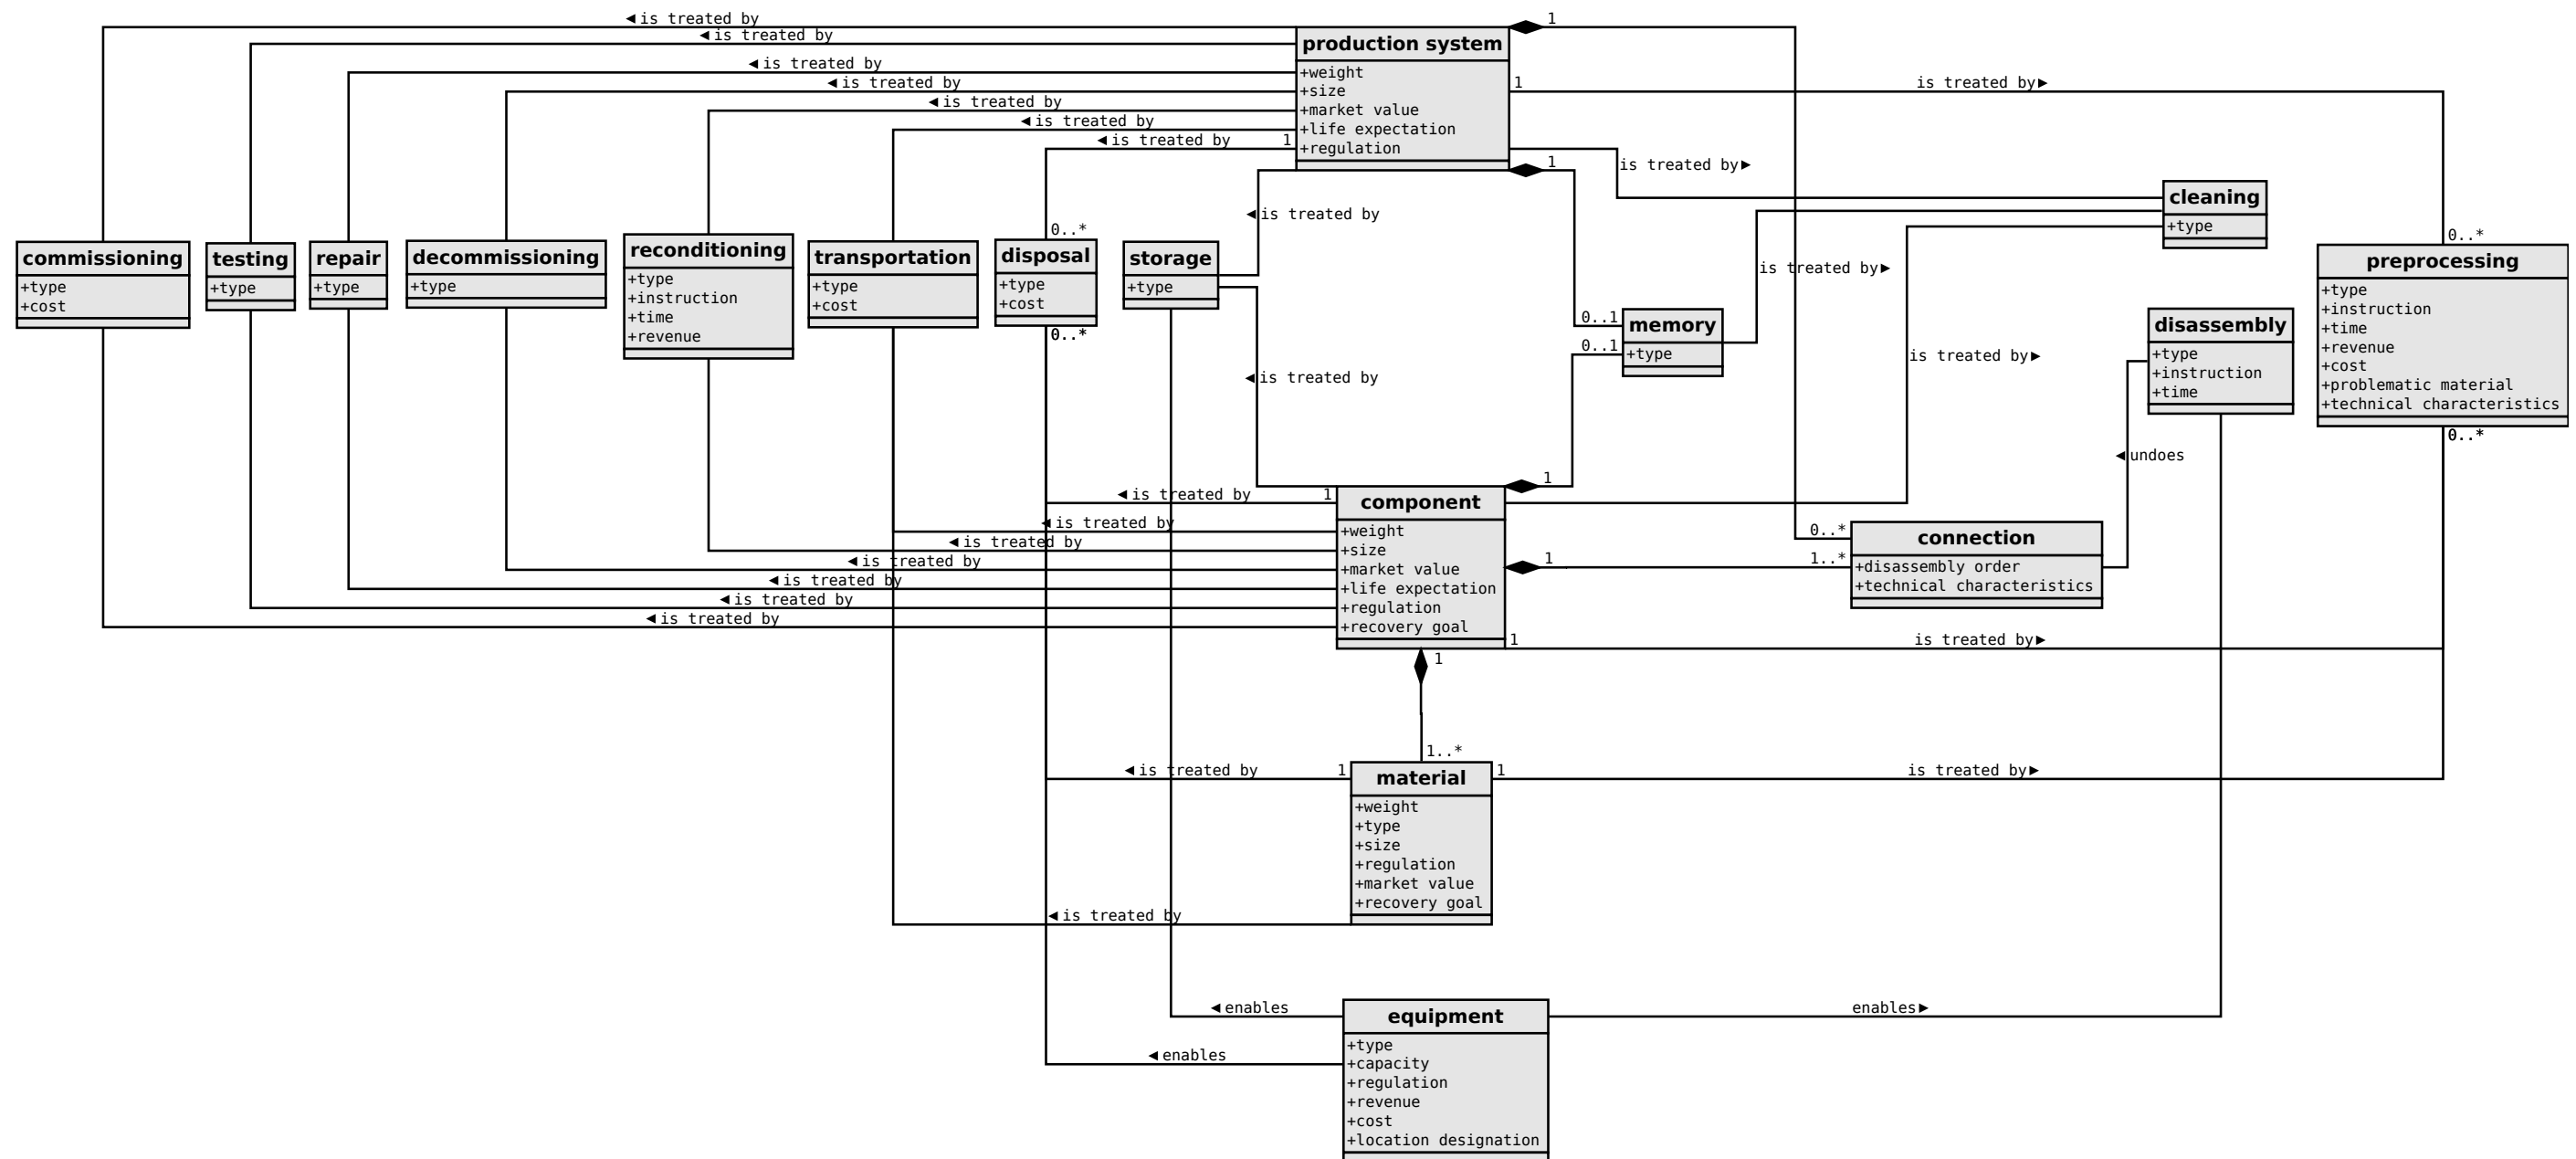 ◄ is treated by
1
◄ is treated by
production system
◄ is treated by
+weight
◄ is treated by
+size
1
is treated by ►
◄ is treated by
+market value
◄ is treated by
+life expectation
◄ is treated by
1
+regulation
1
is treated by ►
cleaning
+type
◄ is treated by
0..*
0..*
commissioning
+type
+cost
testing
+type
repair
+type
decommissioning
+type
reconditioning
+type
+instruction
+time
+revenue
transportation
+type
+cost
disposal
+type
+cost
0..*
storage
+type
is treated by ►
preprocessing
+type
+instruction
+time
+revenue
+cost
+problematic material
+technical characteristics
0..*
0..1
memory
+type
0..1
disassembly
+type
+instruction
+time
is treated by ►
◄ is treated by
◄ undoes
1
◄ is treated by
1
component
+weight
+size
+market value
+life expectation
+regulation
+recovery goal
◄ is treated by
◄ is treated by
◄ is treated by
◄ is treated by
◄ is treated by
◄ is treated by
0..*
1
1..*
connection
+disassembly order
+technical characteristics
1
is treated by ►
1
1..*
◄ is treated by
1
material
1
is treated by ►
+weight
+type
+size
+regulation
+market value
+recovery goal
◄ is treated by
◄ enables
equipment
enables ►
+type
+capacity
+regulation
+revenue
+cost
+location designation
◄ enables